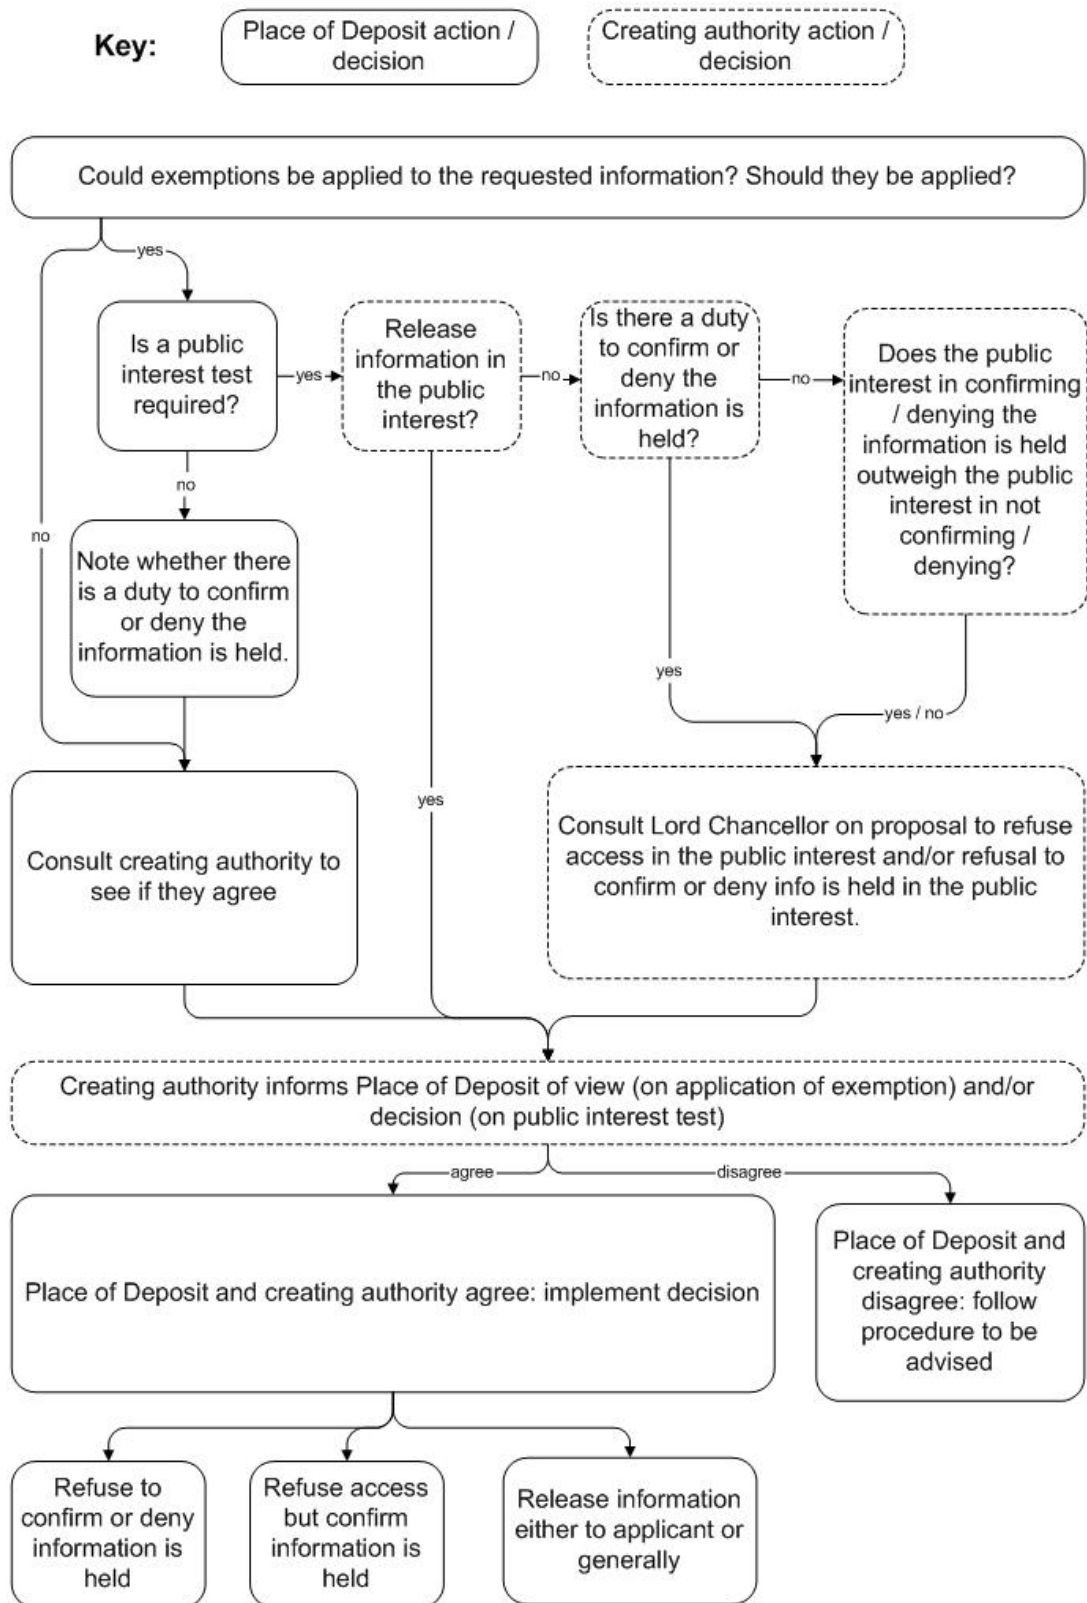 Key:
Place of Deposit action /
decision
Creating authority action /
decision
Could exemptions be applied to the requested information? Should they be applied?
yes
no
Is a public
interest test
required?
yes
Release
information in
the public
interest?
no
Is there a duty
to confirm or
deny the
information is
held?
no
Does the public
interest in confirming
/ denying the
information is held
outweigh the public
interest in not
confirming /
denying?
no
Note whether there
is a duty to confirm
or deny the
information is held.
yes
yes / no
yes
Consult creating authority to
see if they agree
Consult Lord Chancellor on proposal to refuse
access in the public interest and/or refusal to
confirm or deny info is held in the public
interest.
Creating authority informs Place of Deposit of view (on application of exemption) and/or
decision (on public interest test)
agree
disagree
Place of Deposit and creating authority agree: implement decision
Place of Deposit and
creating authority
disagree: follow
procedure to be
advised
Refuse to
confirm or deny
information is
held
Refuse access
but confirm
information is
held
Release information
either to applicant or
generally